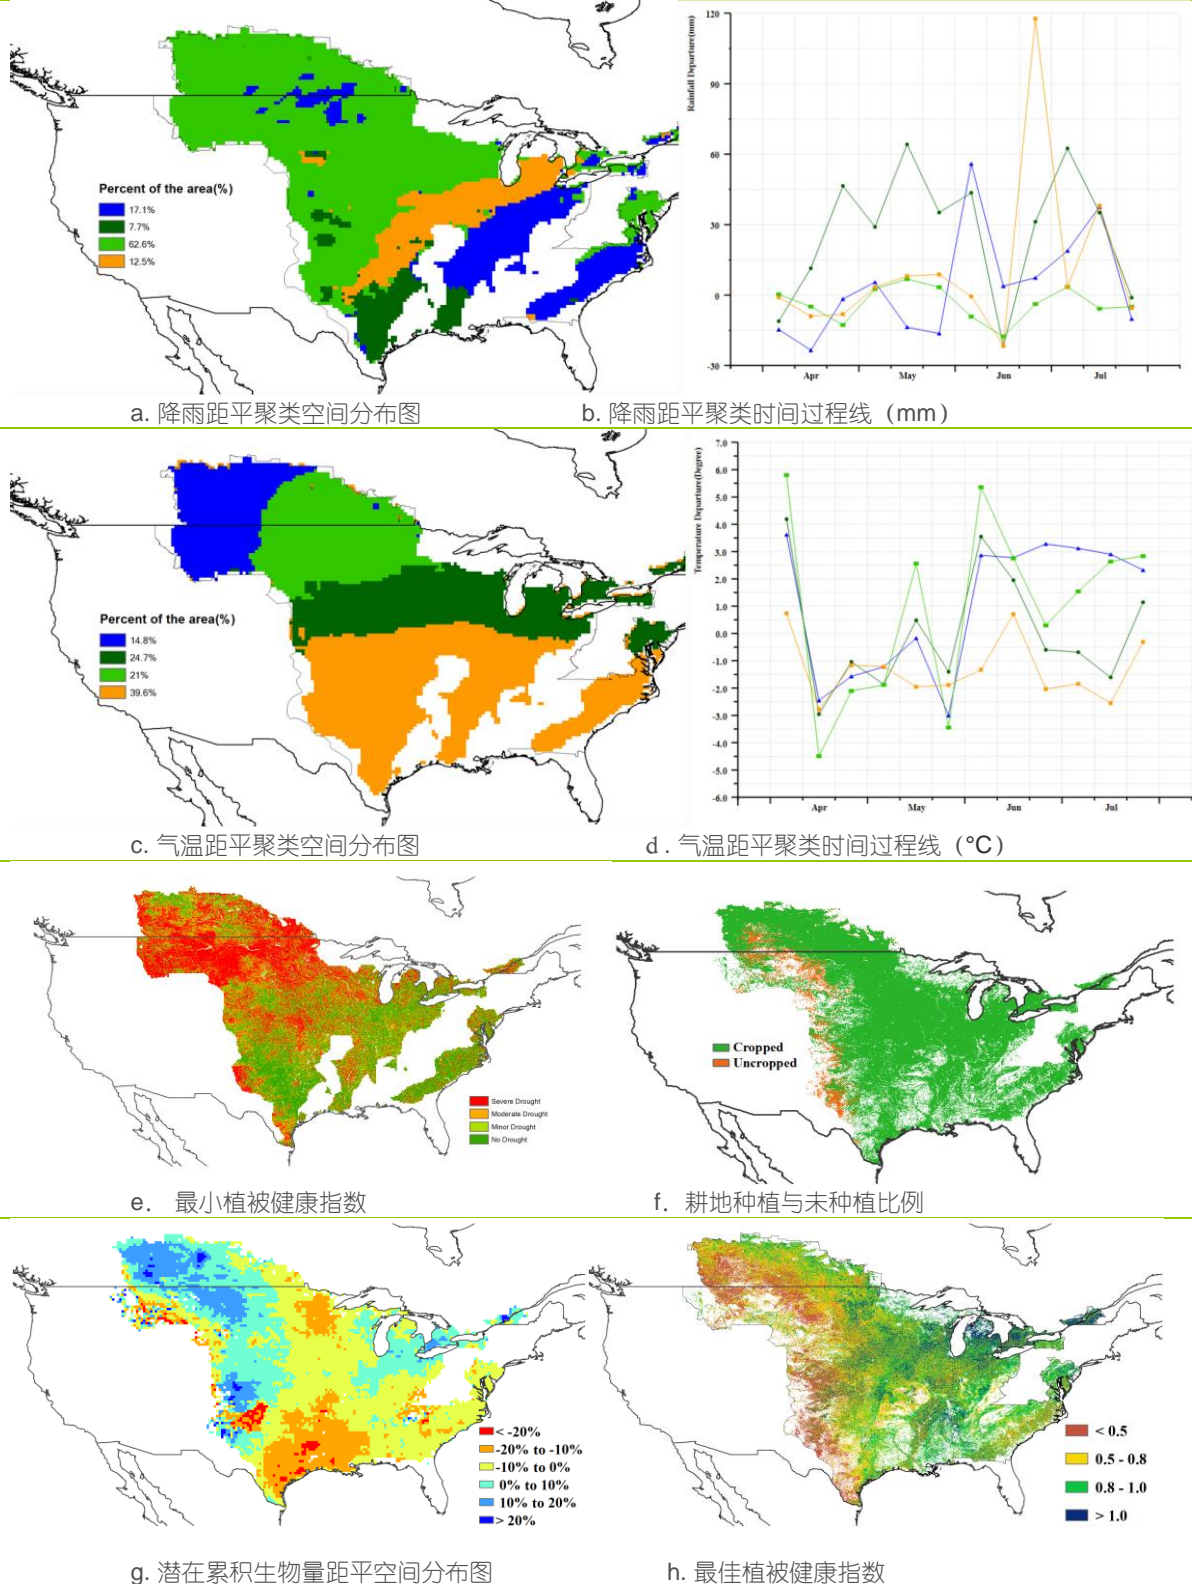 Percent of the area(%)
17.1%
7.7%
62.6%
12.5%
Rainfall Departure(mm)
120
90
60
30
0
-30
Apr
May
Jun
Jul
a. 降雨距平聚类空间分布图
b. 降雨距平聚类时间过程线（mm）
Percent of the area(%)
14.8%
24.7%
21%
39.6%
Temperature Departure(Degree)
7.0
6.0
5.0
4.0
3.0
2.0
1.0
0.0
-1.0
-2.0
-3.0
-4.0
-5.0
-6.0
Apr
May
Jun
Jul
c. 气温距平聚类空间分布图
d . 气温距平聚类时间过程线（°C）
Severe Drought
Moderate Drought
Minor Drought
No Drought
Cropped
Uncropped
e. 最小植被健康指数
f. 耕地种植与未种植比例
< -20%
-20% to -10%
-10% to 0%
0% to 10%
10% to 20%
> 20%
< 0.5
0.5 - 0.8
0.8 - 1.0
> 1.0
g. 潜在累积生物量距平空间分布图
h. 最佳植被健康指数